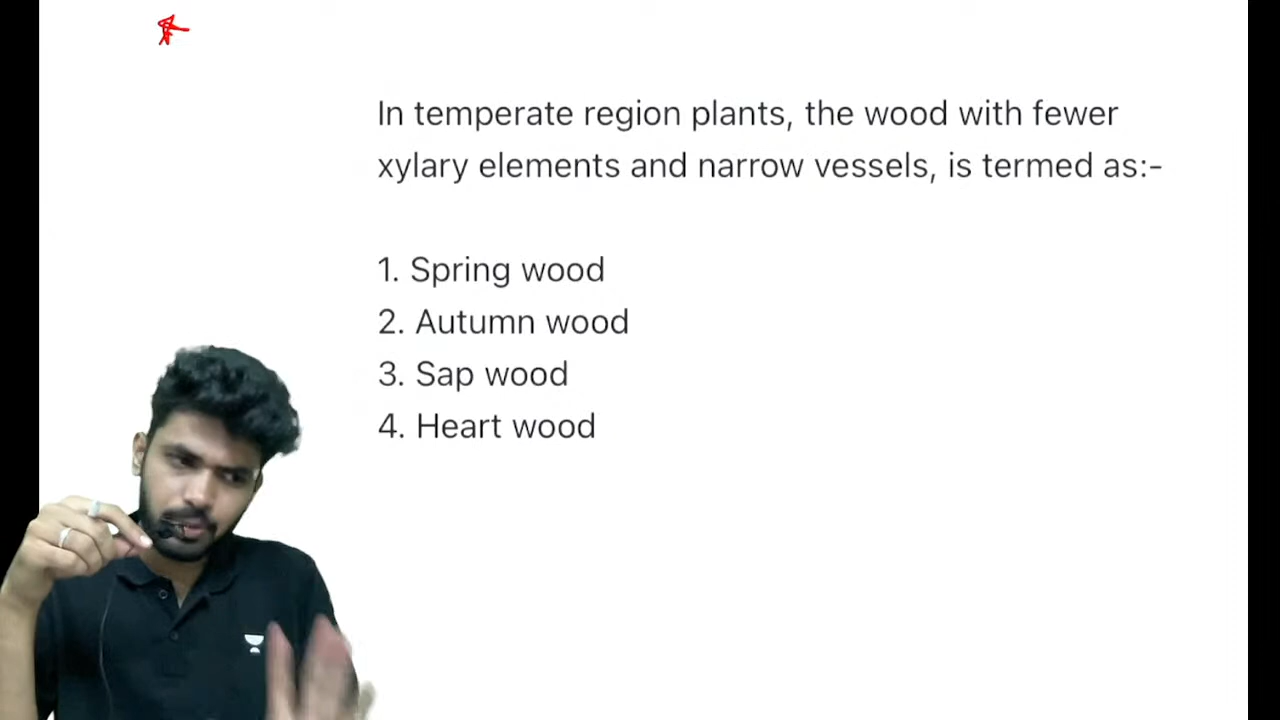 In temperate region plants, the wood with fewer
xylary elements and narrow vessels, is termed as:-
1. Spring wood
2. Autumn wood
3. Sap wood
4. Heart wood